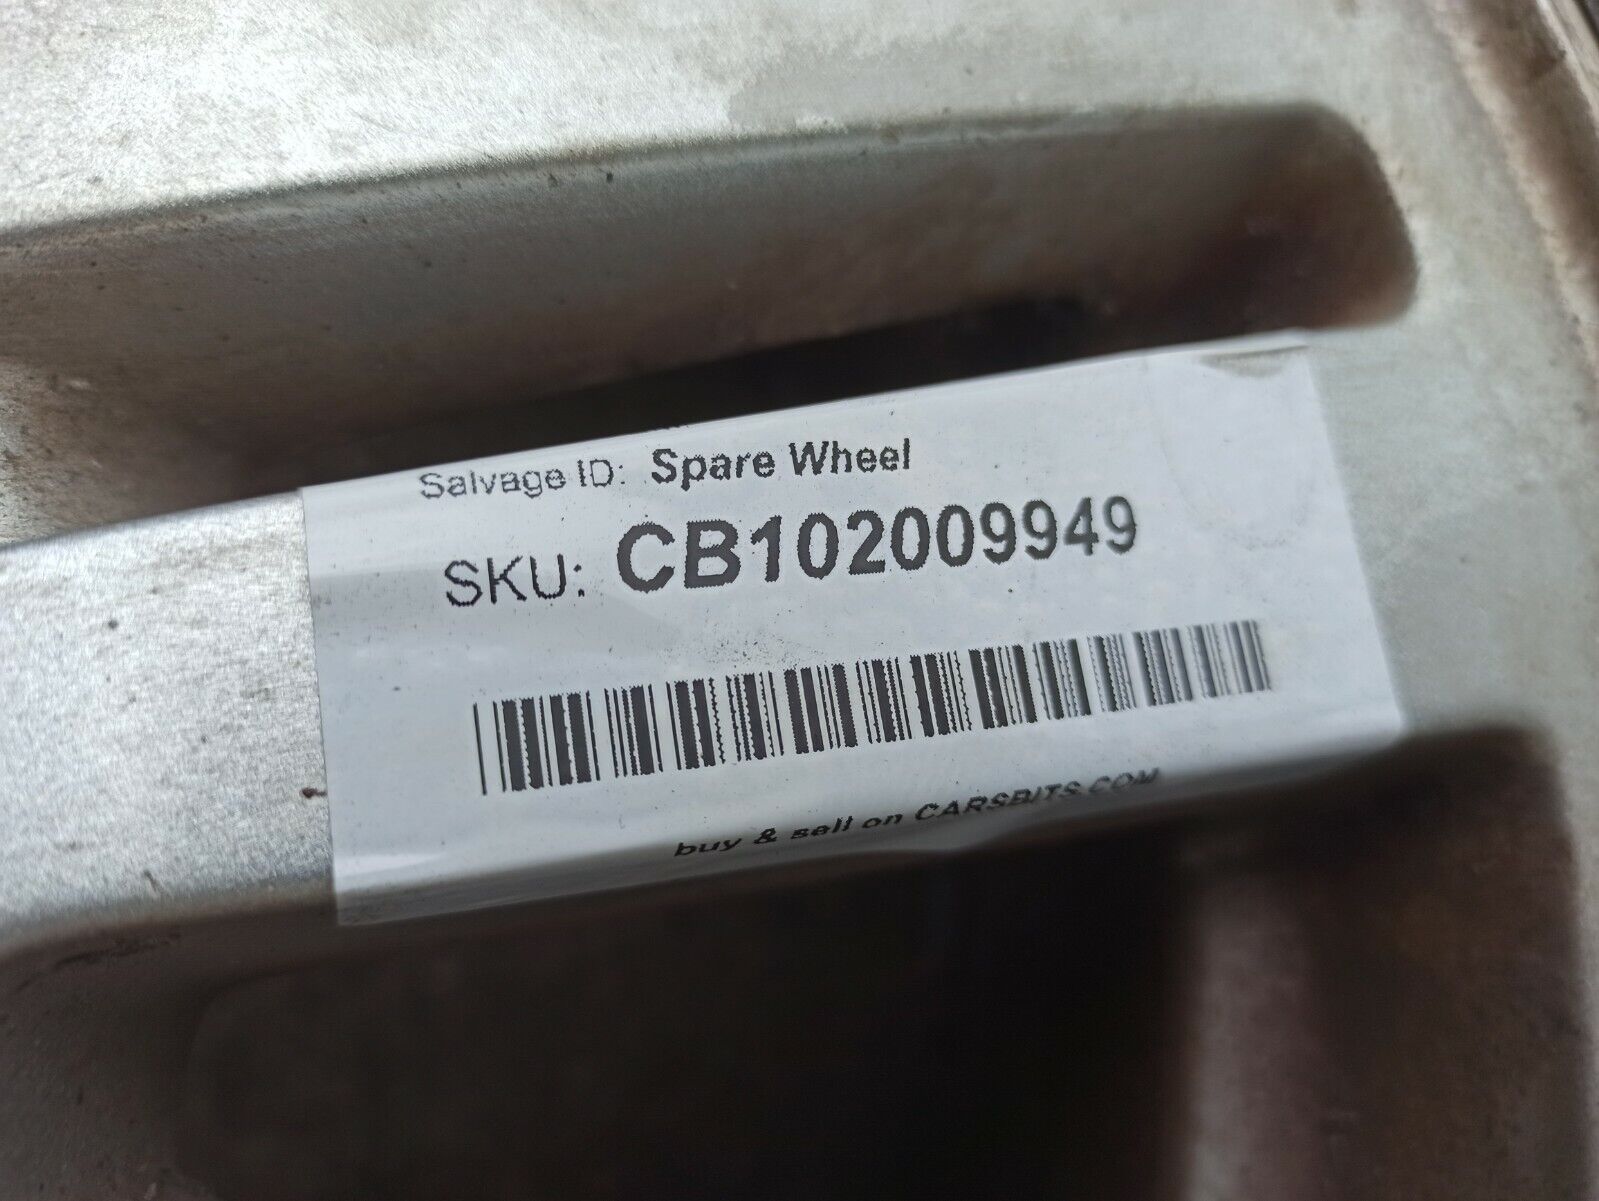 Salvage ID: Spare Wheel
SKU: CB102009949
buy & sell on CARSBITS.COM